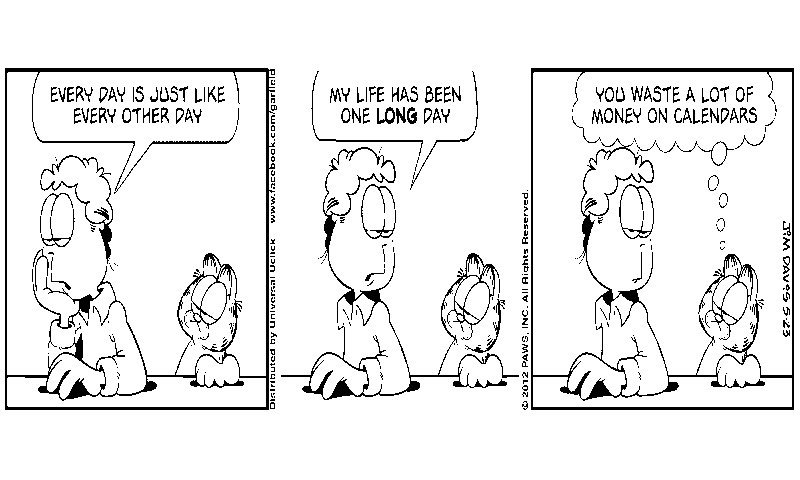 EVERY DAY IS JUST LIKE
EVERY OTHER DAY
www.facebook.com/garfield
Distributed by Universal Uclick
MY LIFE HAS BEEN
ONE LONG DAY
© 2012 PAWS, INC. All Rights Reserved.
YOU WASTE A LOT OF
MONEY ON CALENDARS
JIM DAVIS 5-23